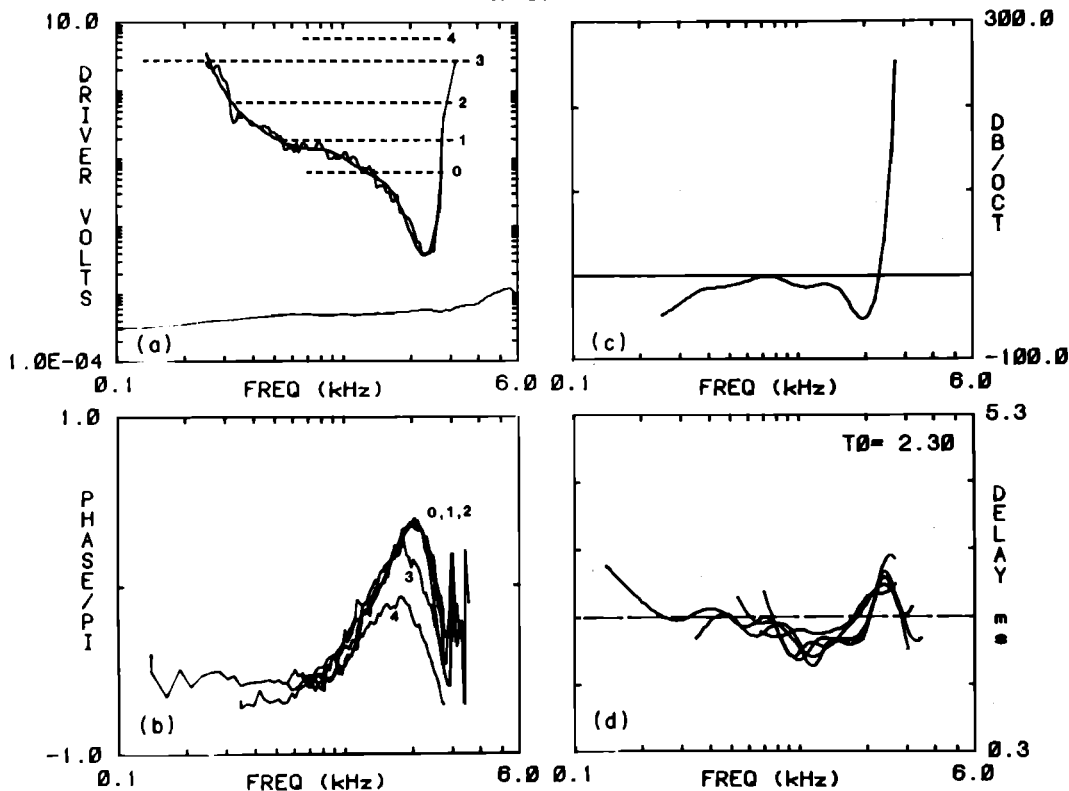 10.0
DRIVER VOLTS
4
3
2
1
0
(a)
1.0E-04
0.1
FREQ (kHz)
6.0
300.0
DB/OCT
(c)
-100.0
0.1
FREQ (kHz)
6.0
1.0
PHASE/PI
0,1,2
3
4
(b)
-1.0
0.1
FREQ (kHz)
6.0
5.3
TØ= 2.30
DELAY ms
(d)
0.3
0.1
FREQ (kHz)
6.0